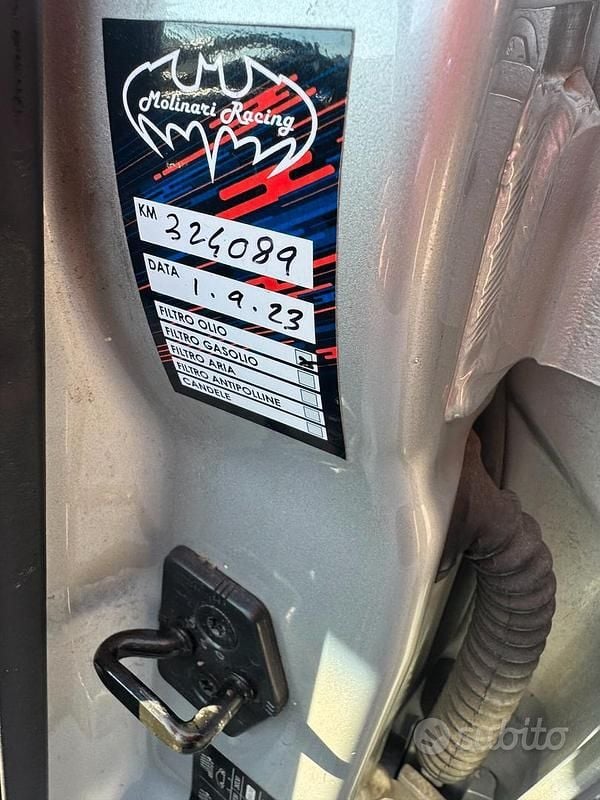 Molinari Racing
KM 324089
DATA 1.9.23
FILTRO OLIO
FILTRO GASOLIO
FILTRO ARIA
FILTRO ANTIPOLLINE
CANDELE
subito